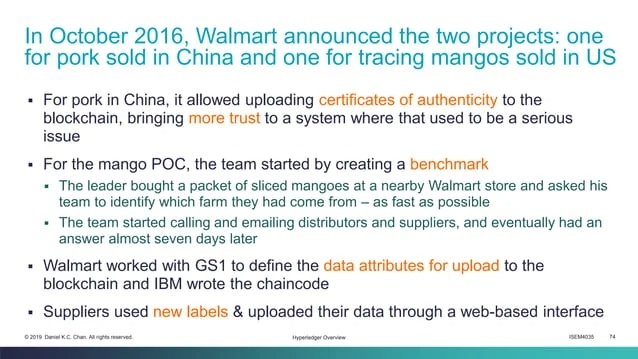 In October 2016, Walmart announced the two projects: one
for pork sold in China and one for tracing mangos sold in US
▪ For pork in China, it allowed uploading certificates of authenticity to the
blockchain, bringing more trust to a system where that used to be a serious
issue
▪ For the mango POC, the team started by creating a benchmark
▪ The leader bought a packet of sliced mangoes at a nearby Walmart store and asked his
team to identify which farm they had come from – as fast as possible
▪ The team started calling and emailing distributors and suppliers, and eventually had an
answer almost seven days later
▪ Walmart worked with GS1 to define the data attributes for upload to the
blockchain and IBM wrote the chaincode
▪ Suppliers used new labels & uploaded their data through a web-based interface
© 2019 Daniel K.C. Chan. All rights reserved. Hyperledger Overview ISEM4035 74